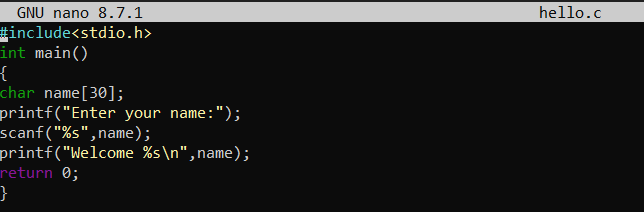 GNU nano 8.7.1 hello.c
#include<stdio.h>
int main()
{
char name[30];
printf("Enter your name:");
scanf("%s",name);
printf("Welcome %s\n",name);
return 0;
}